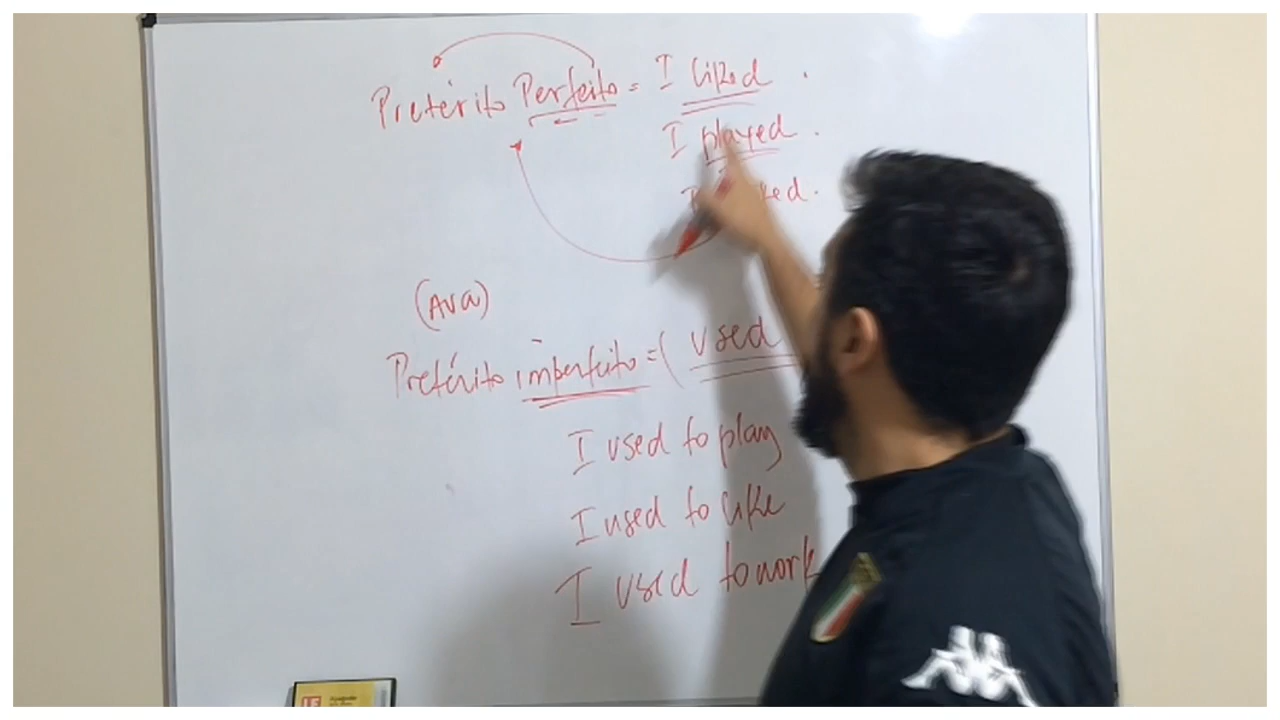 Pretérito Perfeito = I liked.
I played.
(Ava)
Pretérito imperfeito = ( used
I used to play
I used to like
I used to work